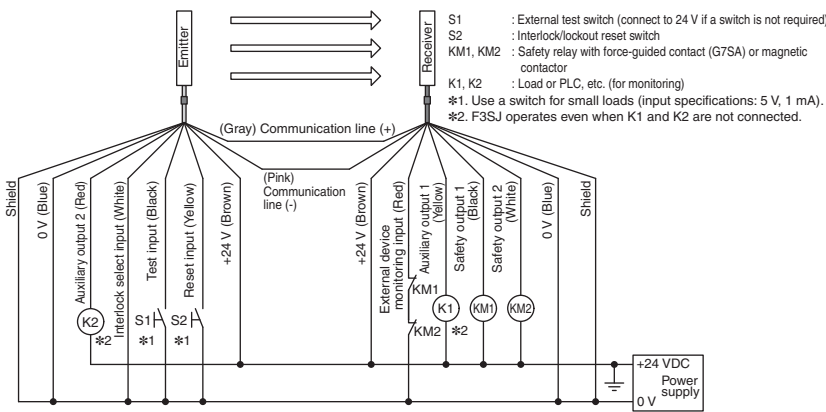 Emitter
Receiver
S1 : External test switch (connect to 24 V if a switch is not required)
S2 : Interlock/lockout reset switch
KM1, KM2 : Safety relay with force-guided contact (G7SA) or magnetic
contactor
K1, K2 : Load or PLC, etc. (for monitoring)
✻1. Use a switch for small loads (input specifications: 5 V, 1 mA).
✻2. F3SJ operates even when K1 and K2 are not connected.
(Gray) Communication line (+)
(Pink)
Communication
line (-)
Shield
0 V (Blue)
Auxiliary output 2 (Red)
Interlock select input (White)
Test input (Black)
Reset input (Yellow)
+24 V (Brown)
+24 V (Brown)
External device
monitoring input (Red)
Auxiliary output 1
(Yellow)
Safety output 1
(Black)
Safety output 2
(White)
0 V (Blue)
Shield
K2
✻2
S1
✻1
S2
✻1
KM1
KM2
K1
✻2
KM1
KM2
+24 VDC
Power
supply
0 V